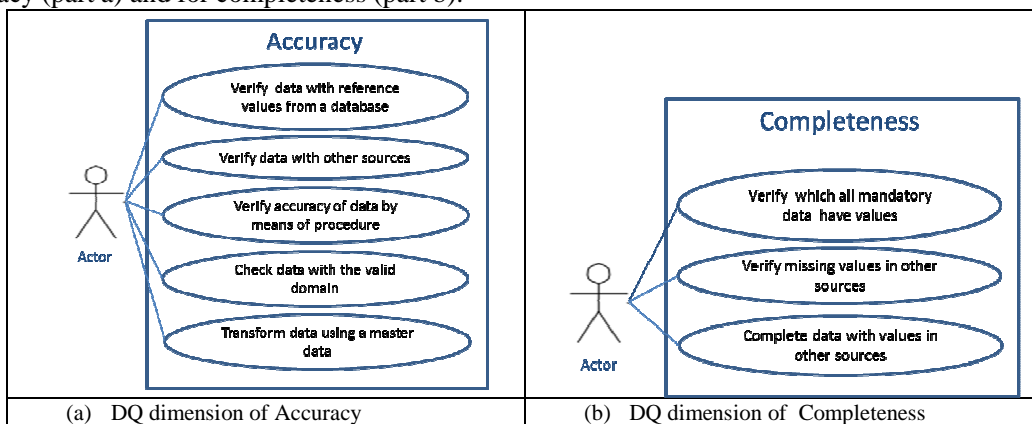 acy (part a) and for completeness (part b).
Accuracy
Verify data with reference
values from a database
Verify data with other sources
Verify accuracy of data by
means of procedure
Check data with the valid
domain
Transform data using a master
data
Actor
(a) DQ dimension of Accuracy
Completeness
Verify which all mandatory
data have values
Verify missing values in other
sources
Complete data with values in
other sources
Actor
(b) DQ dimension of Completeness